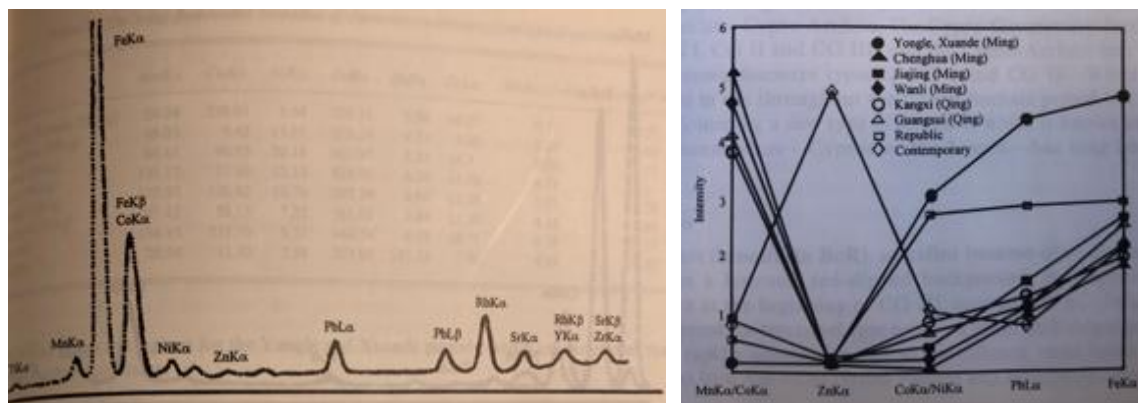 FeKα
FeKβ
CoKα
MnKα
NiKα
ZnKα
PbLα
PbLβ
RbKα
SrKα
RbKβ
YKα
SrKβ
ZrKα
6
5
4
3
2
1
Intensity
Yongle, Xuande (Ming)
Chenghua (Ming)
Jiajing (Ming)
Wanli (Ming)
Kangxi (Qing)
Guangsui (Qing)
Republic
Contemporary
MnKα/CoKα
ZnKα
CoKα/NiKα
PbLα
FeKα